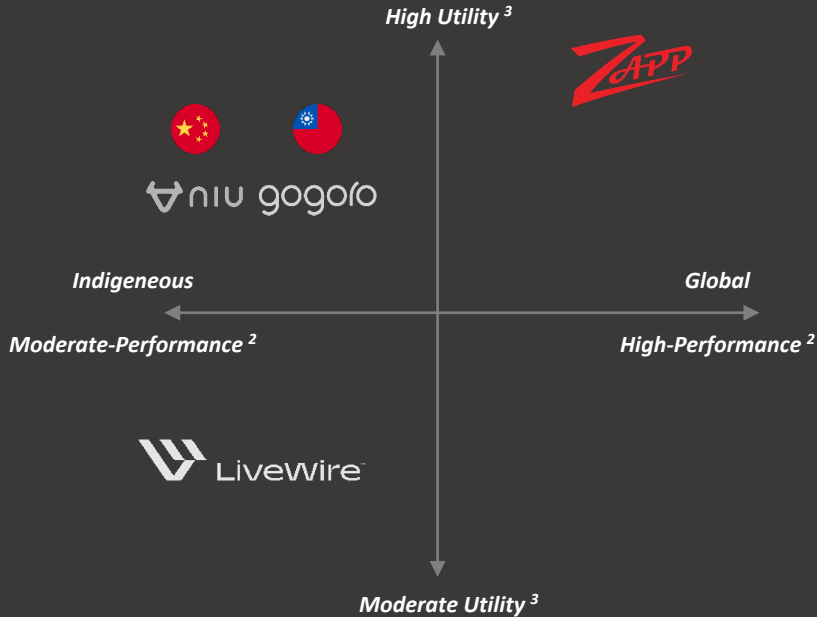 High Utility 3
ZAPP
niu gogoro
Indigeneous Global
Moderate-Performance 2 High-Performance 2
LiveWire
Moderate Utility 3